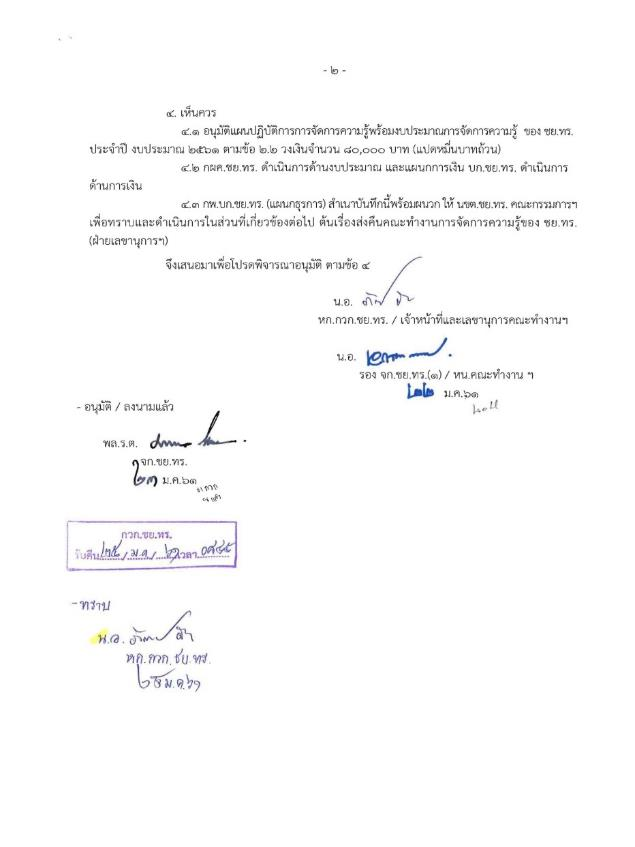 - ๒ -
๔. เห็นควร
๔.๑ อนุมัติแผนปฏิบัติการการจัดการความรู้พร้อมงบประมาณการจัดการความรู้ ของ ชย.ทร.
ประจำปี งบประมาณ ๒๕๖๑ ตามข้อ ๒.๒ วงเงินจำนวน ๘๐,๐๐๐ บาท (แปดหมื่นบาทถ้วน)
๔.๒ กผค.ชย.ทร. ดำเนินการด้านงบประมาณ และแผนกการเงิน บก.ชย.ทร. ดำเนินการ
ด้านการเงิน
๔.๓ กพ.บก.ชย.ทร. (แผนกธุรการ) สำเนาบันทึกนี้พร้อมผนวก ให้ นขต.ชย.ทร. คณะกรรมการฯ
เพื่อทราบและดำเนินการในส่วนที่เกี่ยวข้องต่อไป ต้นเรื่องส่งคืนคณะทำงานการจัดการความรู้ของ ชย.ทร.
(ฝ่ายเลขานุการฯ)
จึงเสนอมาเพื่อโปรดพิจารณาอนุมัติ ตามข้อ ๔
น.อ.
หก.กวก.ชย.ทร. / เจ้าหน้าที่และเลขานุการคณะทำงานฯ
น.อ.
รอง จก.ชย.ทร.(๑) / หน.คณะทำงาน ฯ
๒๒ ม.ค.๖๑
- อนุมัติ / ลงนามแล้ว
พล.ร.ต.
จก.ชย.ทร.
๒๓ ม.ค.๖๑
กวก.ชย.ทร.
รับคืน ๒๕ / ม.ค. / ๖๑ เวลา
- ทราบ
น.อ.
หก.กวก.ชย.ทร.
ม.ค.๖๑